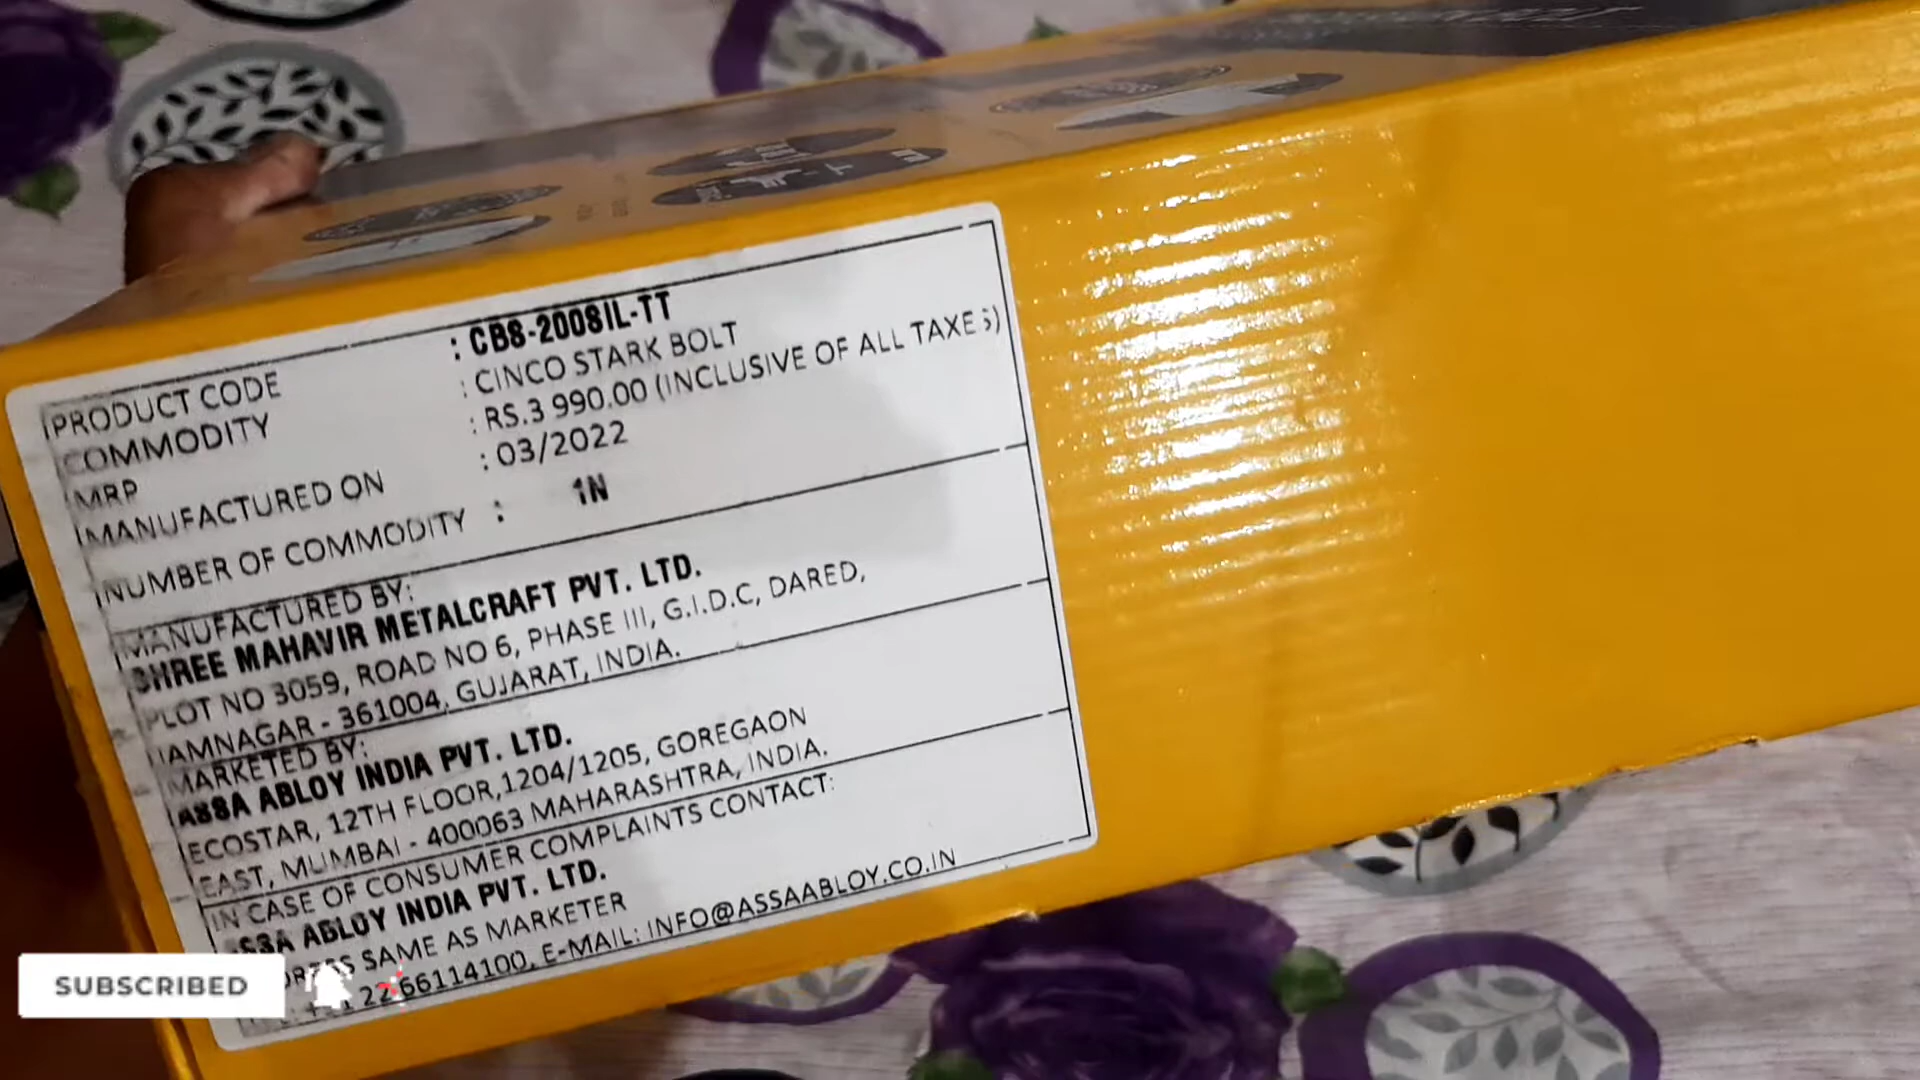 PRODUCT CODE : CBS-2008IL-TT
COMMODITY : CINCO STARK BOLT
MRP : RS.3 990.00 (INCLUSIVE OF ALL TAXES)
MANUFACTURED ON : 03/2022
NUMBER OF COMMODITY : 1N
MANUFACTURED BY:
SHREE MAHAVIR METALCRAFT PVT. LTD.
PLOT NO 3059, ROAD NO 6, PHASE III, G.I.D.C, DARED,
JAMNAGAR - 361004, GUJARAT, INDIA.
MARKETED BY:
ASSA ABLOY INDIA PVT. LTD.
ECOSTAR, 12TH FLOOR,1204/1205, GOREGAON
EAST, MUMBAI - 400063 MAHARASHTRA, INDIA.
IN CASE OF CONSUMER COMPLAINTS CONTACT:
ASSA ABLOY INDIA PVT. LTD.
SAME AS MARKETER
22 66114100, E-MAIL: INFO@ASSAABLOY.CO.IN
SUBSCRIBED